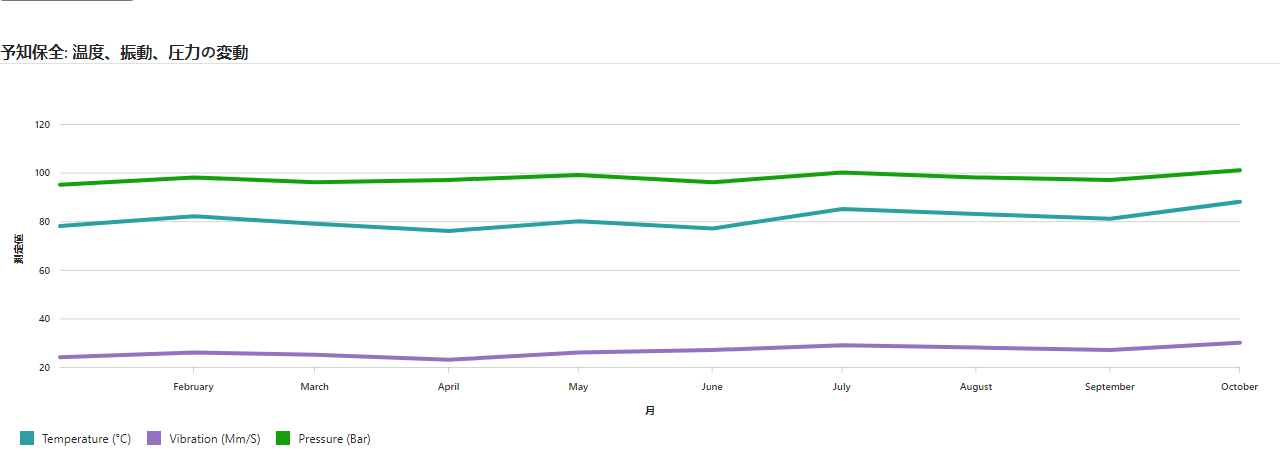 予知保全: 温度、振動、圧力の変動
120
100
80
60
40
20
測定値
February March April May June July August September October
月
Temperature (°C) Vibration (Mm/S) Pressure (Bar)